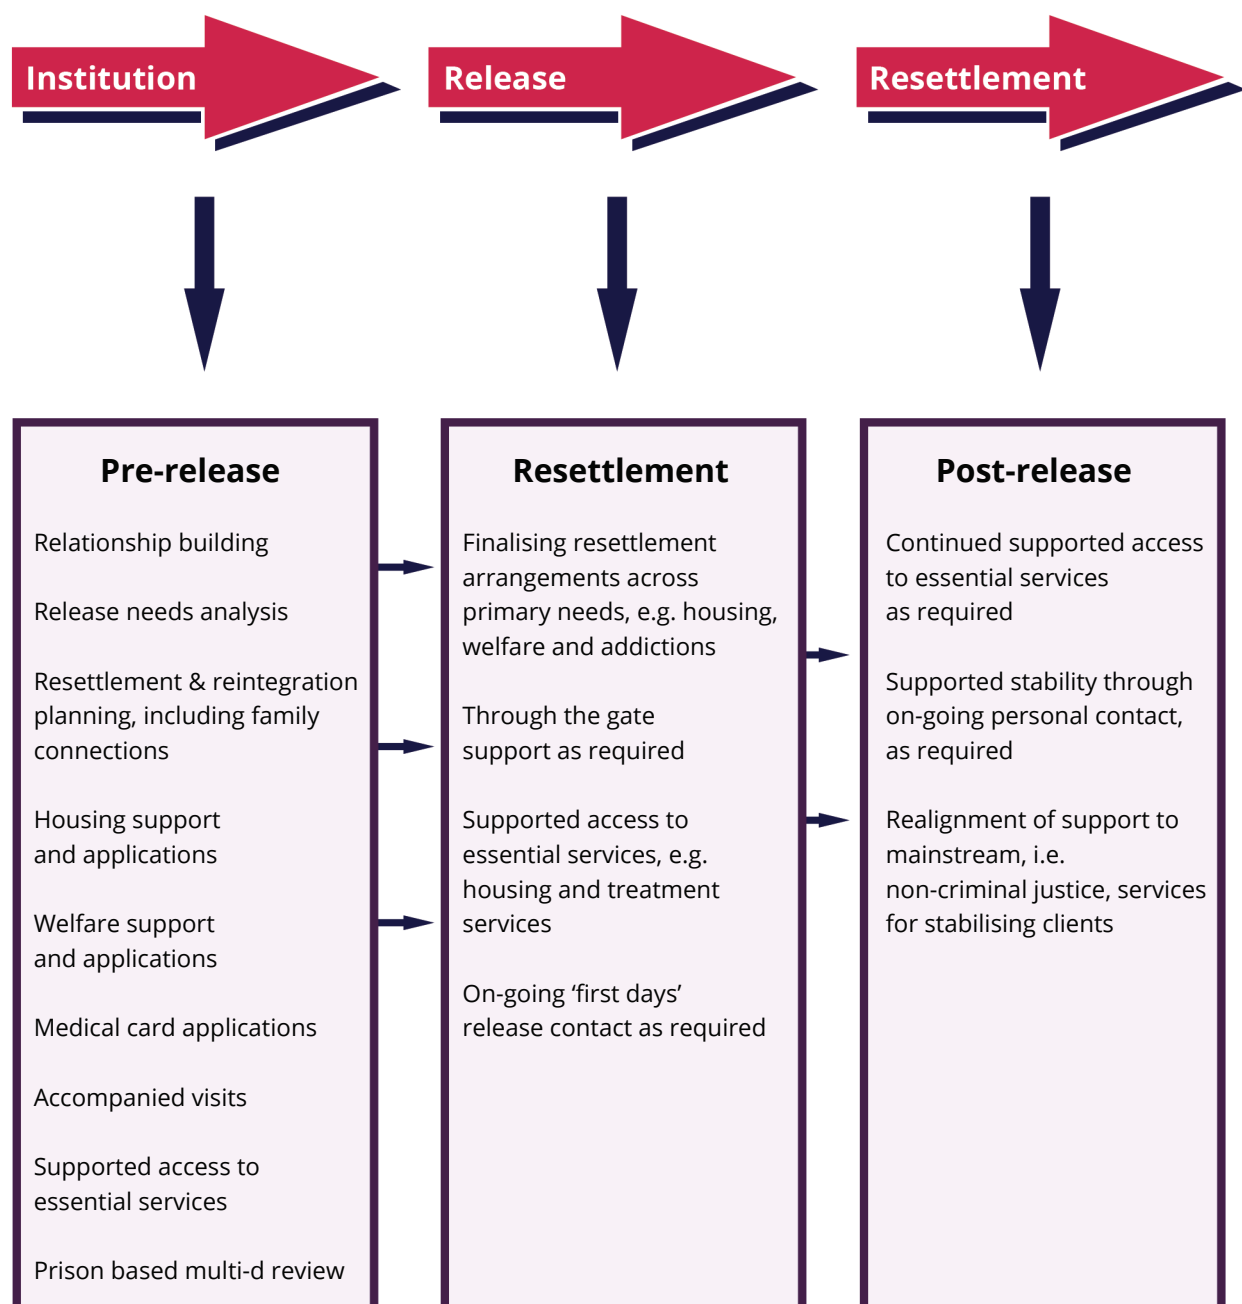 Institution
Release
Resettlement
Pre-release
Relationship building
Release needs analysis
Resettlement & reintegration
planning, including family
connections
Housing support
and applications
Welfare support
and applications
Medical card applications
Accompanied visits
Supported access to
essential services
Prison based multi-d review
Resettlement
Finalising resettlement
arrangements across
primary needs, e.g. housing,
welfare and addictions
Through the gate
support as required
Supported access to
essential services, e.g.
housing and treatment
services
On-going ‘first days’
release contact as required
Post-release
Continued supported access
to essential services
as required
Supported stability through
on-going personal contact,
as required
Realignment of support to
mainstream, i.e.
non-criminal justice, services
for stabilising clients